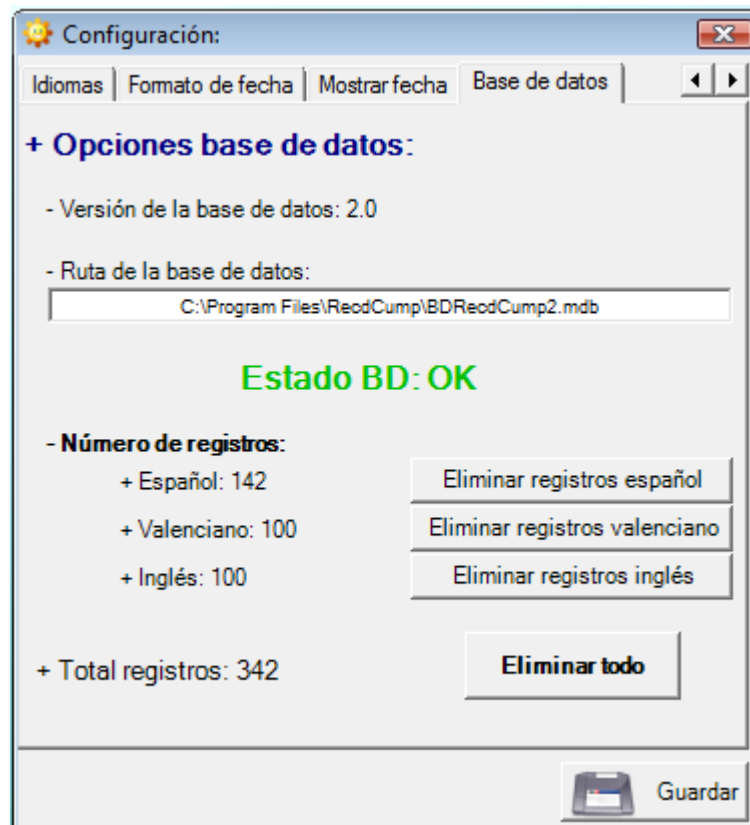 Configuración:
Idiomas Formato de fecha Mostrar fecha Base de datos
+ Opciones base de datos:
- Versión de la base de datos: 2.0
- Ruta de la base de datos:
C:\Program Files\RecdCump\BDRecdCump2.mdb
Estado BD: OK
- Número de registros:
+ Español: 142 Eliminar registros español
+ Valenciano: 100 Eliminar registros valenciano
+ Inglés: 100 Eliminar registros inglés
+ Total registros: 342 Eliminar todo
Guardar